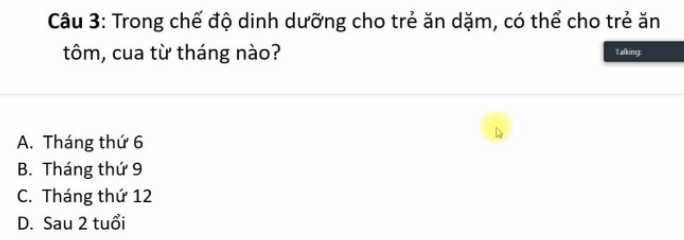 Câu 3: Trong chế độ dinh dưỡng cho trẻ ăn dặm, có thể cho trẻ ăn
tôm, cua từ tháng nào?
Talking:
A. Tháng thứ 6
B. Tháng thứ 9
C. Tháng thứ 12
D. Sau 2 tuổi